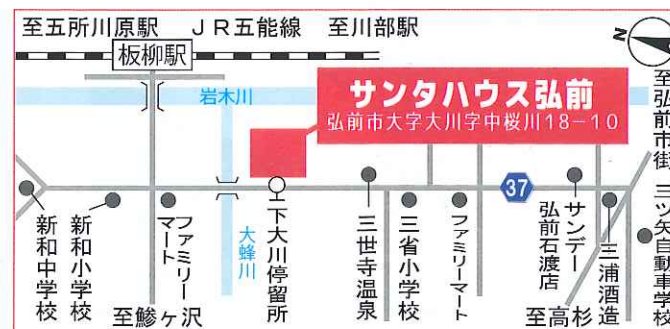 至五所川原駅
ＪＲ五能線
至川部駅
N
板柳駅
岩木川
サンタハウス弘前
弘前市大字大川字中桜川18－10
至弘前市街
37
新和中学校
新和小学校
ファミリー
マート
至鰺ヶ沢
大蜂川
下大川停留所
三世寺温泉
三省小学校
ファミリーマート
サンデー
弘前石渡店
三浦酒造
至高杉
三ツ矢自動車学校